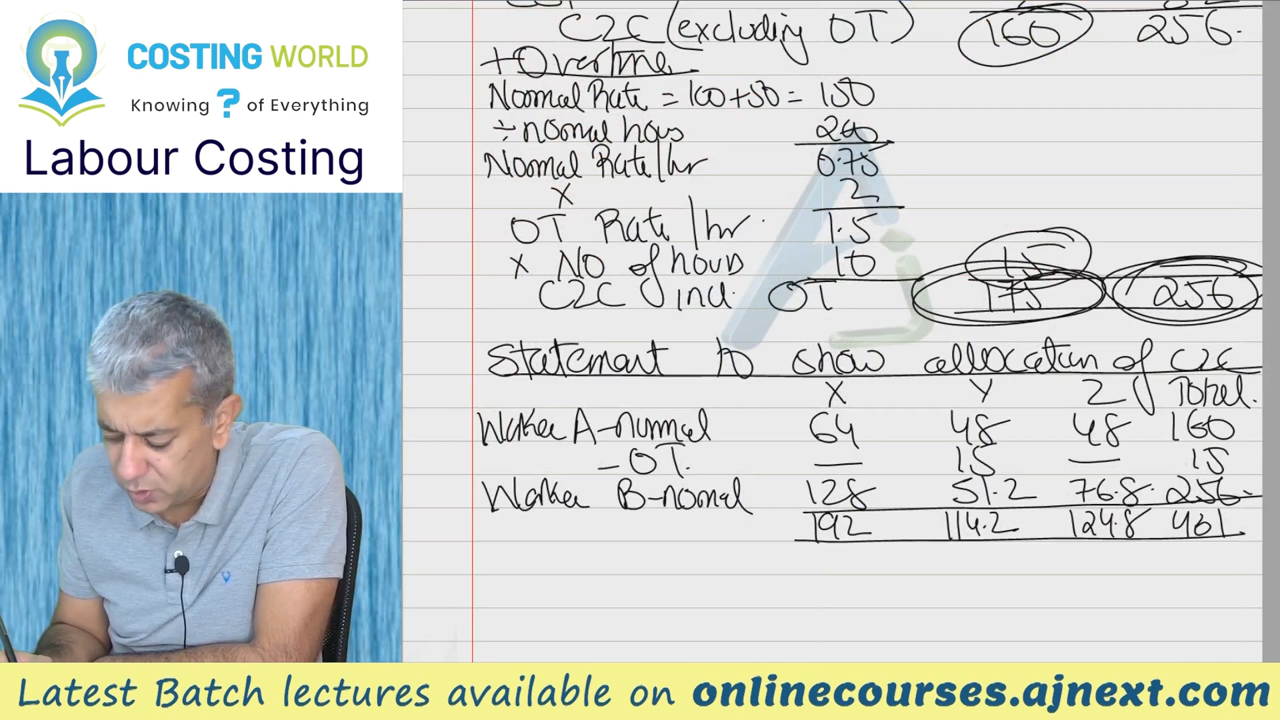 COSTING WORLD
Knowing ? of Everything
Labour Costing
C2C (excluding OT) 160 256.
+ Overtime
Normal Rate = 100+50 = 150
÷ normal hours 200
Normal Rate/hr 0.75
X 2
OT Rate/hr. 1.5
x NO of hours 10 15
C2C incl. OT 175 256
Statement to show allocation of C2C
X Y Z Total.
Worker A-normal 64 48 48 160
- OT. — 15 — 15
Worker B-normal 128 51.2 76.8. 256
192 114.2 124.8 431
Latest Batch lectures available on onlinecourses.ajnext.com